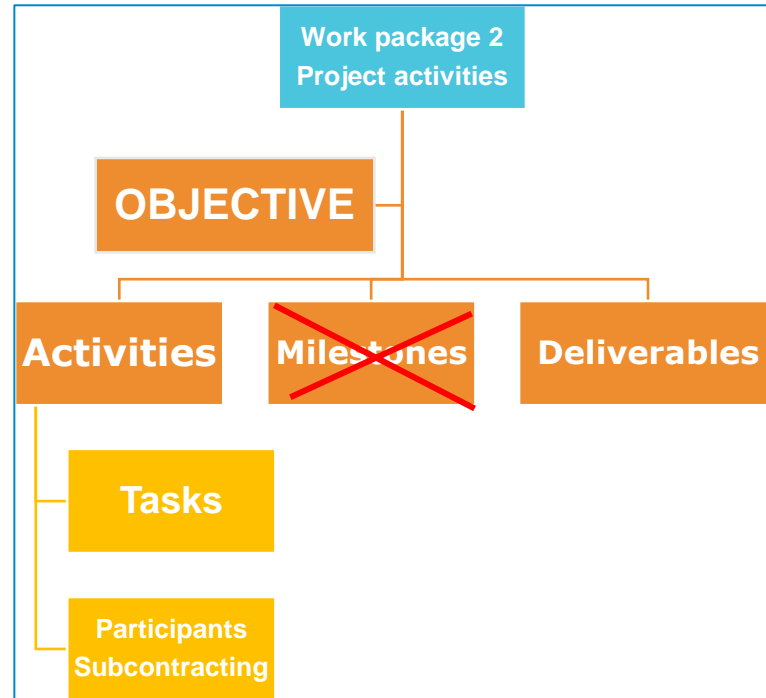 Work package 2
Project activities
OBJECTIVE
Activities
Milestones
Deliverables
Tasks
Participants
Subcontracting